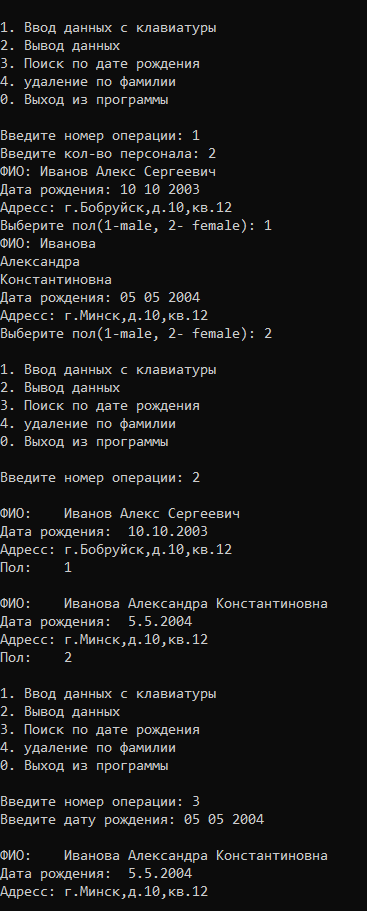 1. Ввод данных с клавиатуры
2. Вывод данных
3. Поиск по дате рождения
4. удаление по фамилии
0. Выход из программы
Введите номер операции: 1
Введите кол-во персонала: 2
ФИО: Иванов Алекс Сергеевич
Дата рождения: 10 10 2003
Адресс: г.Бобруйск,д.10,кв.12
Выберите пол(1-male, 2- female): 1
ФИО: Иванова
Александра
Константиновна
Дата рождения: 05 05 2004
Адресс: г.Минск,д.10,кв.12
Выберите пол(1-male, 2- female): 2
1. Ввод данных с клавиатуры
2. Вывод данных
3. Поиск по дате рождения
4. удаление по фамилии
0. Выход из программы
Введите номер операции: 2
ФИО:    Иванов Алекс Сергеевич
Дата рождения:  10.10.2003
Адресс: г.Бобруйск,д.10,кв.12
Пол:    1
ФИО:    Иванова Александра Константиновна
Дата рождения:  5.5.2004
Адресс: г.Минск,д.10,кв.12
Пол:    2
1. Ввод данных с клавиатуры
2. Вывод данных
3. Поиск по дате рождения
4. удаление по фамилии
0. Выход из программы
Введите номер операции: 3
Введите дату рождения: 05 05 2004
ФИО:    Иванова Александра Константиновна
Дата рождения:  5.5.2004
Адресс: г.Минск,д.10,кв.12